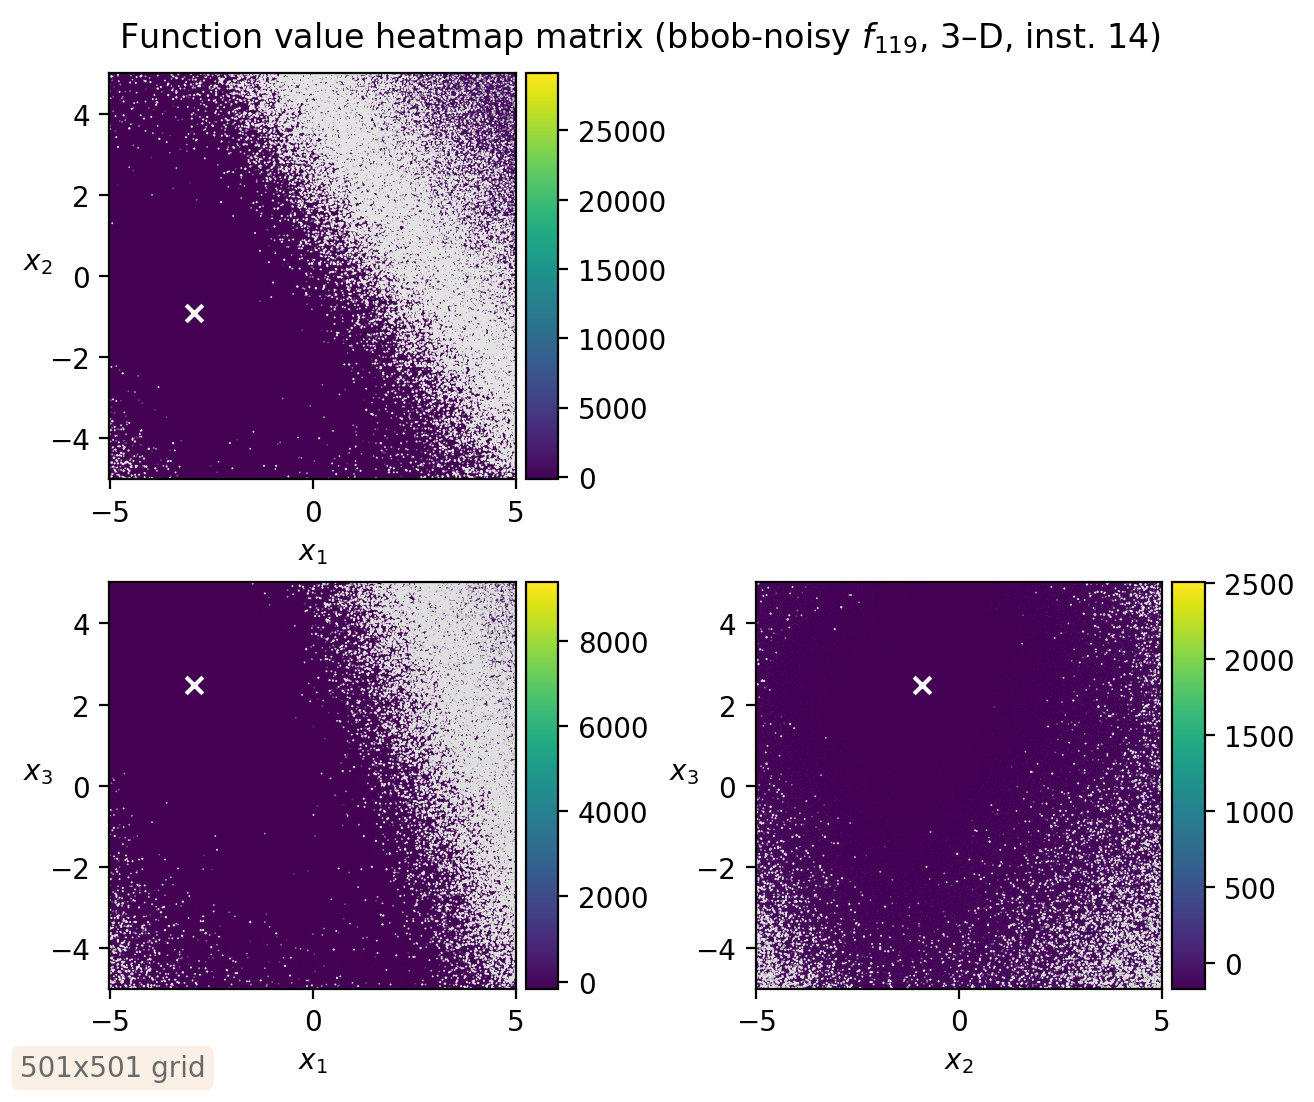 Function value heatmap matrix (bbob-noisy f119, 3–D, inst. 14)
4
2
0
−2
−4
x2
−5 0 5
x1
25000
20000
15000
10000
5000
0
4
2
0
−2
−4
x3
−5 0 5
x1
8000
6000
4000
2000
0
4
2
0
−2
−4
x3
−5 0 5
x2
2500
2000
1500
1000
500
0
501x501 grid